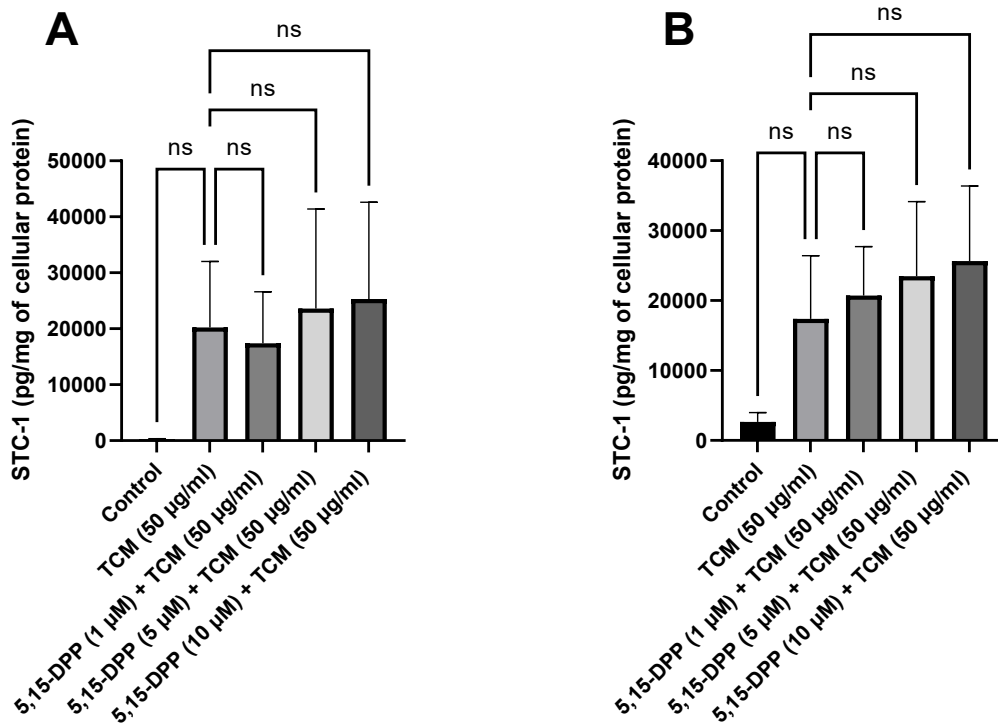 A
ns
ns
ns
ns
STC-1 (pg/mg of cellular protein)
50000
40000
30000
20000
10000
0
Control
TCM (50 µg/ml)
5,15-DPP (1 µM) + TCM (50 µg/ml)
5,15-DPP (5 µM) + TCM (50 µg/ml)
5,15-DPP (10 µM) + TCM (50 µg/ml)
B
ns
ns
ns
ns
STC-1 (pg/mg of cellular protein)
40000
30000
20000
10000
0
Control
TCM (50 µg/ml)
5,15-DPP (1 µM) + TCM (50 µg/ml)
5,15-DPP (5 µM) + TCM (50 µg/ml)
5,15-DPP (10 µM) + TCM (50 µg/ml)